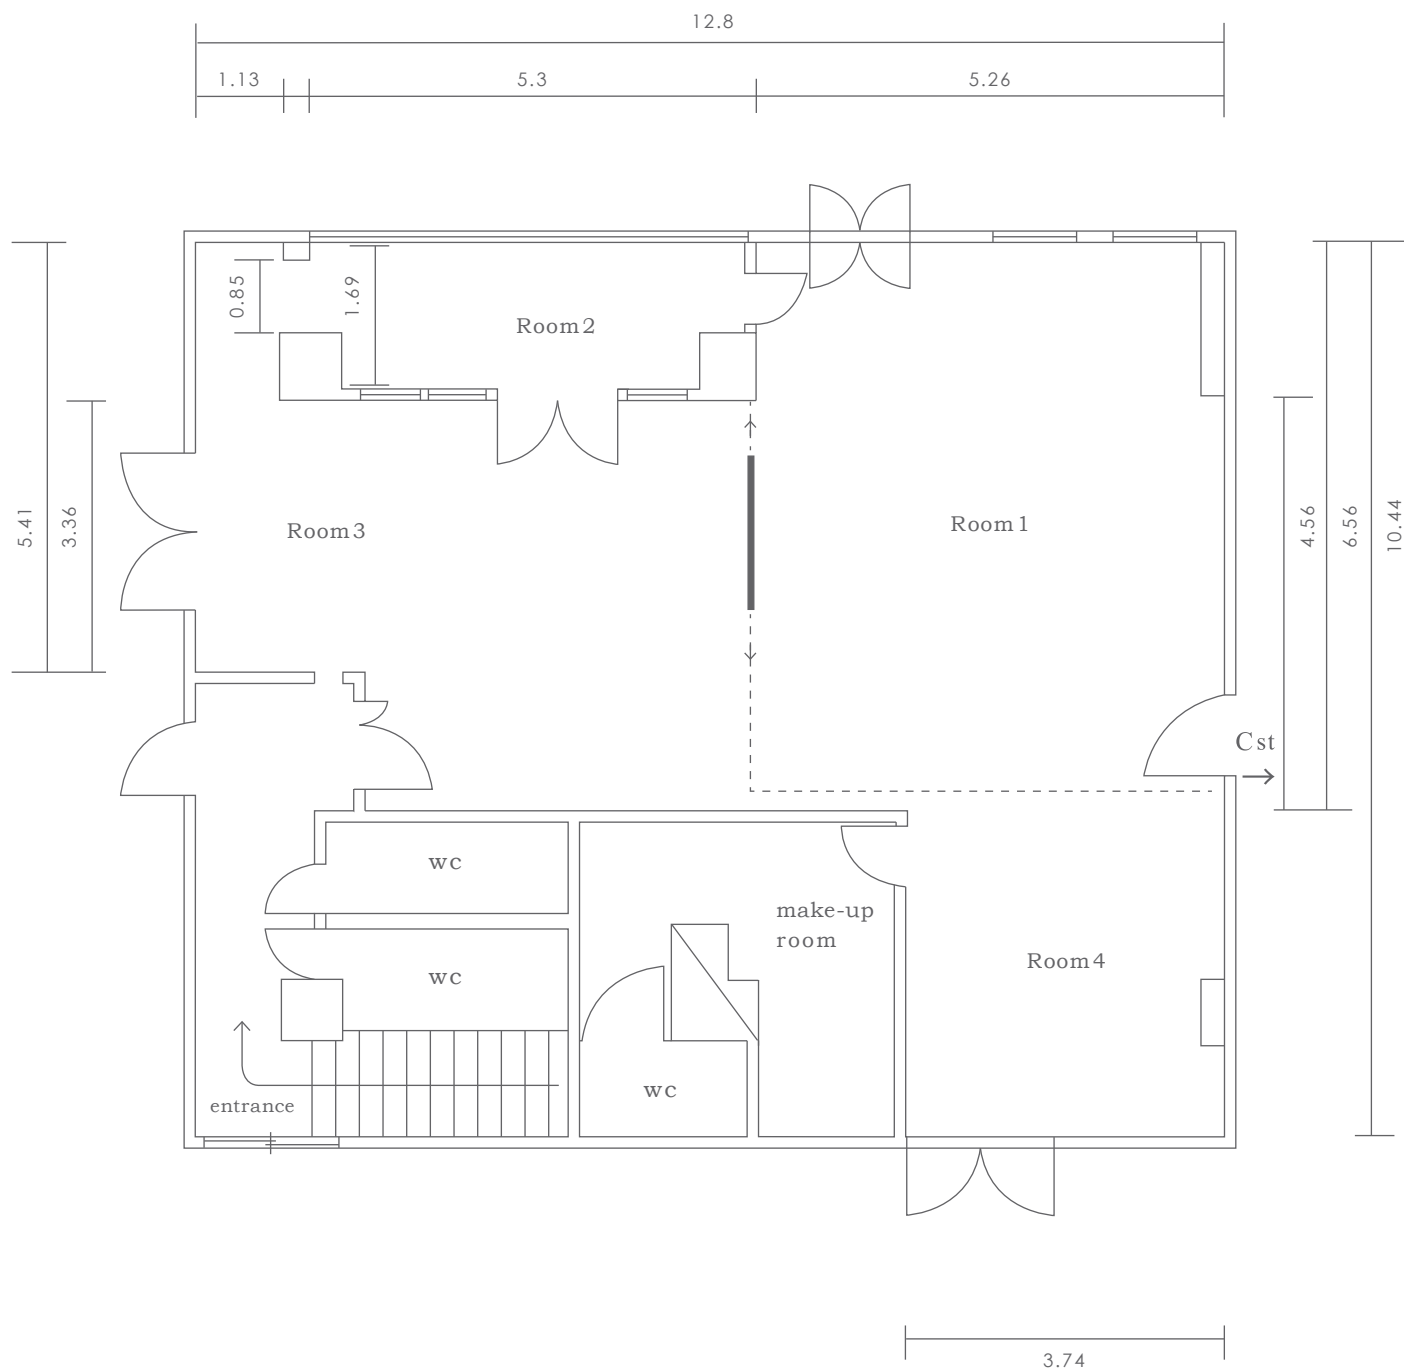 12.8
1.13
5.3
5.26
0.85
1.69
Room2
5.41
3.36
Room3
Room1
4.56
6.56
10.44
Cst
wc
make-up
room
wc
Room4
wc
entrance
3.74